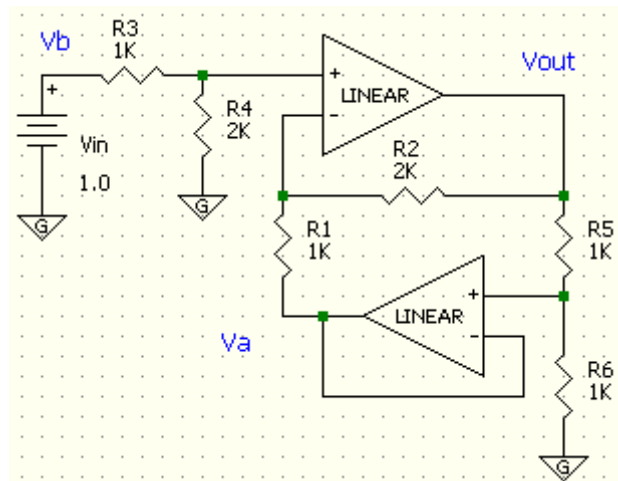 Vb
R3
1K
+
Vin
1.0
G
R4
2K
G
+
-
LINEAR
Vout
R2
2K
R1
1K
Va
+
-
LINEAR
R5
1K
R6
1K
G